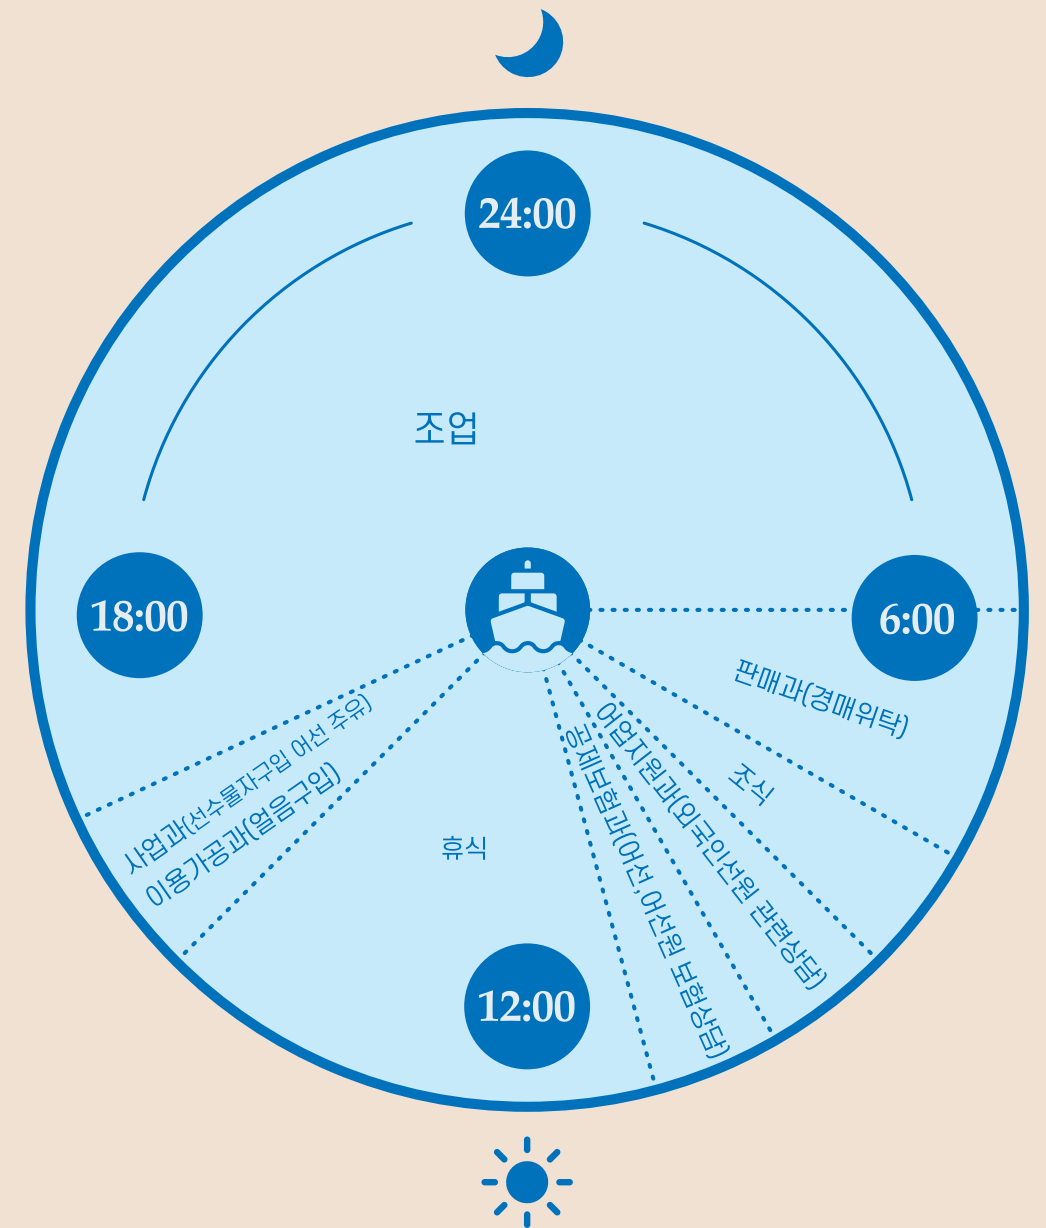 24:00
조업
18:00
6:00
판매과(경매위탁)
조식
어업지원과(외국인선원 관련상담)
공제보험과(어선,어선원 보험상담)
휴식
사업과(선수물자구입 어선 주유)
이용가공과(얼음구입)
12:00